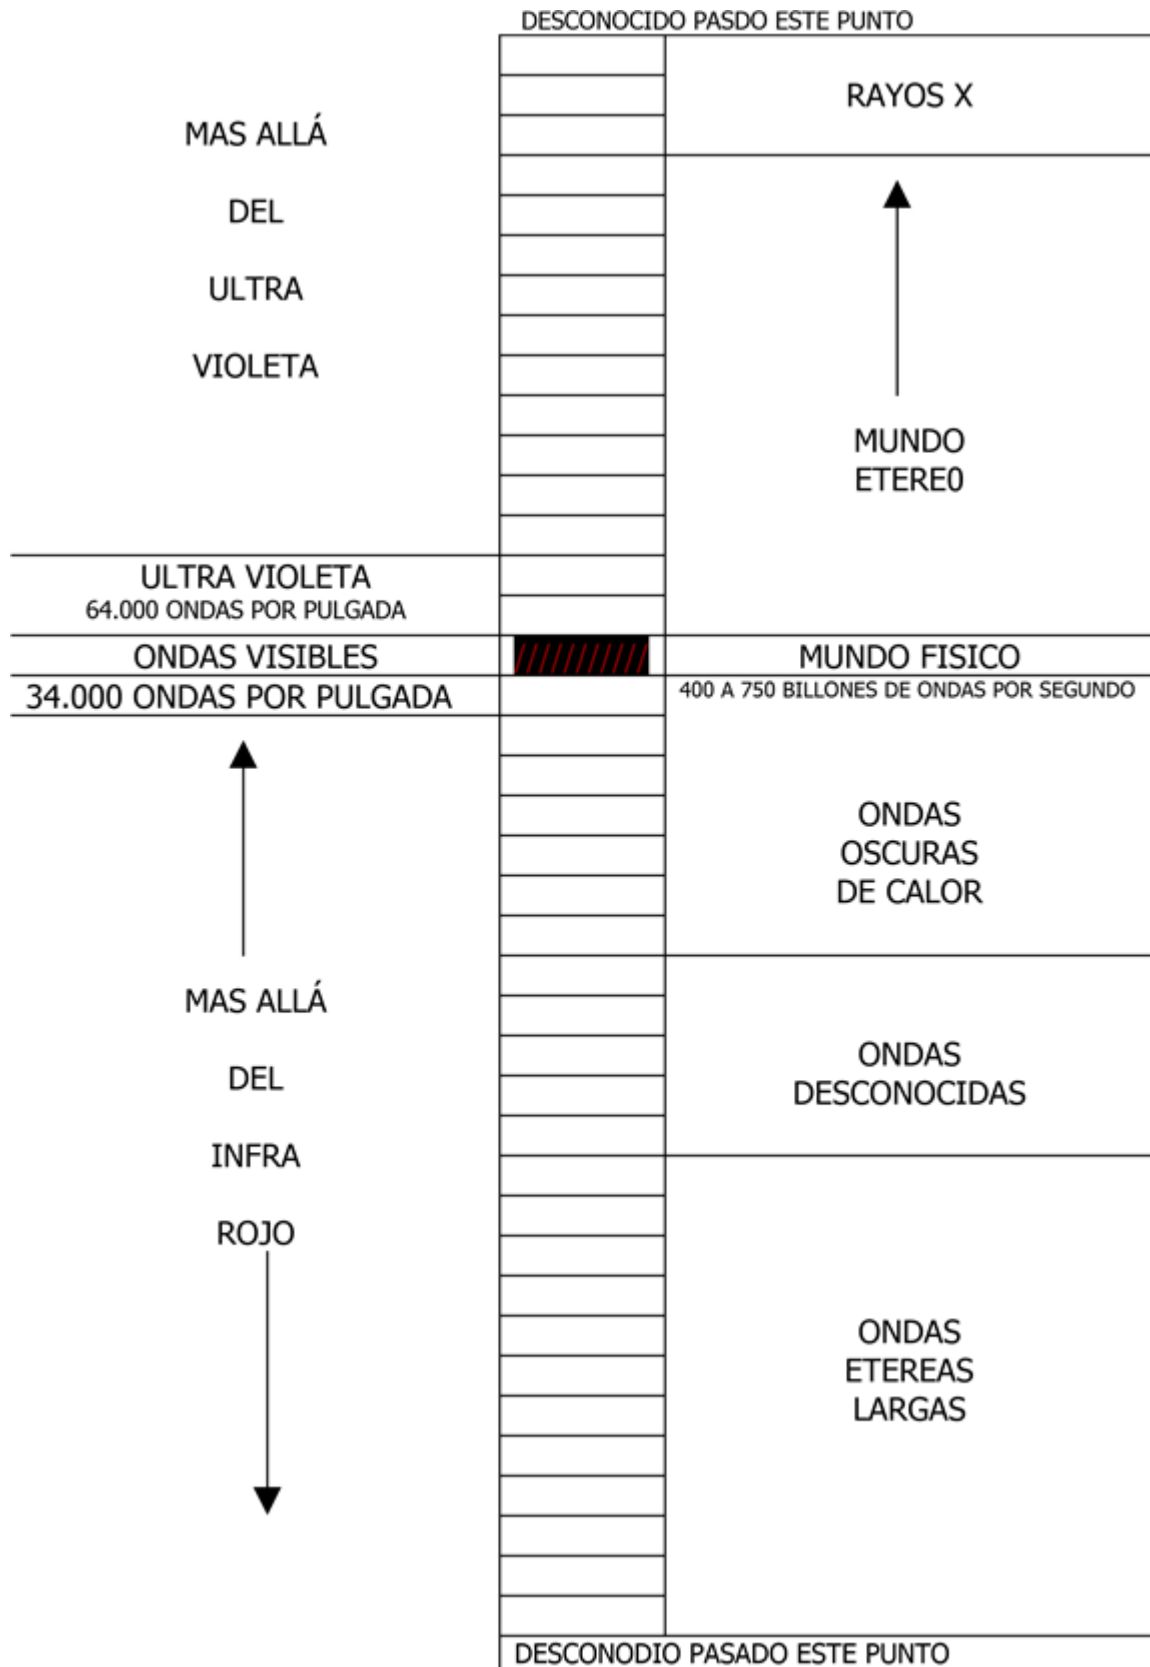 DESCONOCIDO PASDO ESTE PUNTO
RAYOS X
MAS ALLÁ
DEL
ULTRA
VIOLETA
MUNDO
ETERE0
ULTRA VIOLETA
64.000 ONDAS POR PULGADA
ONDAS VISIBLES
MUNDO FISICO
34.000 ONDAS POR PULGADA
400 A 750 BILLONES DE ONDAS POR SEGUNDO
ONDAS
OSCURAS
DE CALOR
MAS ALLÁ
DEL
INFRA
ROJO
ONDAS
DESCONOCIDAS
ONDAS
ETEREAS
LARGAS
DESCONODIO PASADO ESTE PUNTO